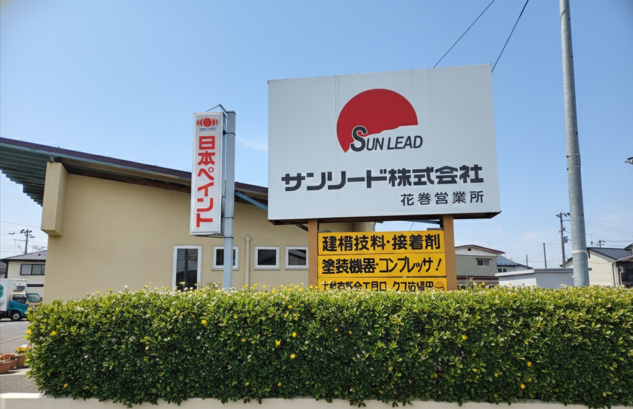 日本ペイント
SUN LEAD
サンリード株式会社
花巻営業所
建楫技料・接着剤
塗装機器・コンプレッサ!